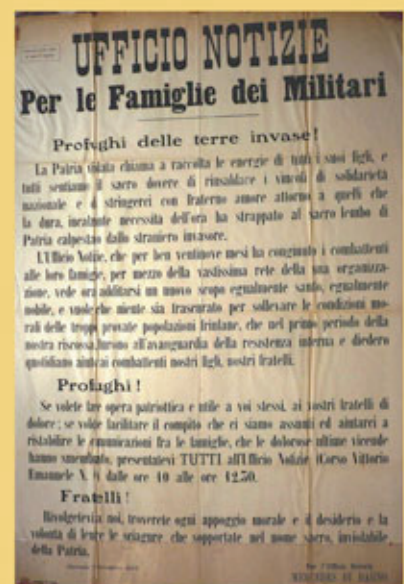 UFFICIO NOTIZIE
Per le Famiglie dei Militari
Profughi delle terre invase!
La Patria violata chiama a raccolta le energie di tutti i suoi figli, e
tutti sentiamo il sacro dovere di rinsaldare i vincoli di solidarietà
nazionale e di stringerci con fraterno amore attorno a quelli che
la dura, incalzante necessità dell'ora ha strappato al sacro lembo di
Patria calpestato dallo straniero invasore.
L'Ufficio Notizie, che per ben ventinove mesi ha congiunto i combattenti
alle loro famiglie, per mezzo della vastissima rete della sua organizza-
zione, vede ora additarsi un nuovo scopo egualmente santo, egualmente
nobile, e vuole che niente sia trascurato per sollevare le condizioni mo-
rali delle troppo provate popolazioni friulane, che nel primo periodo della
nostra riscossa, furono all'avanguardia della resistenza interna e diedero
quotidiano aiuto ai combattenti nostri figli, nostri fratelli.
Profughi!
Se volete fare opera patriottica e utile a voi stessi, ai vostri fratelli di
dolore; se volete facilitare il compito che ci siamo assunti ed aiutarci a
ristabilire le comunicazioni fra le famiglie, che le dolorose ultime vicende
hanno smembrato, presentatevi TUTTI all'Ufficio Notizie (Corso Vittorio
Emanuele N. dalle ore 10 alle ore 12.30.
Fratelli!
Rivolgetevi a noi, troverete ogni appoggio morale e il desiderio e la
volontà di lenire le sciagure, che sopportate nel nome sacro, inviolabile
della Patria.
Per l'Ufficio Notizie